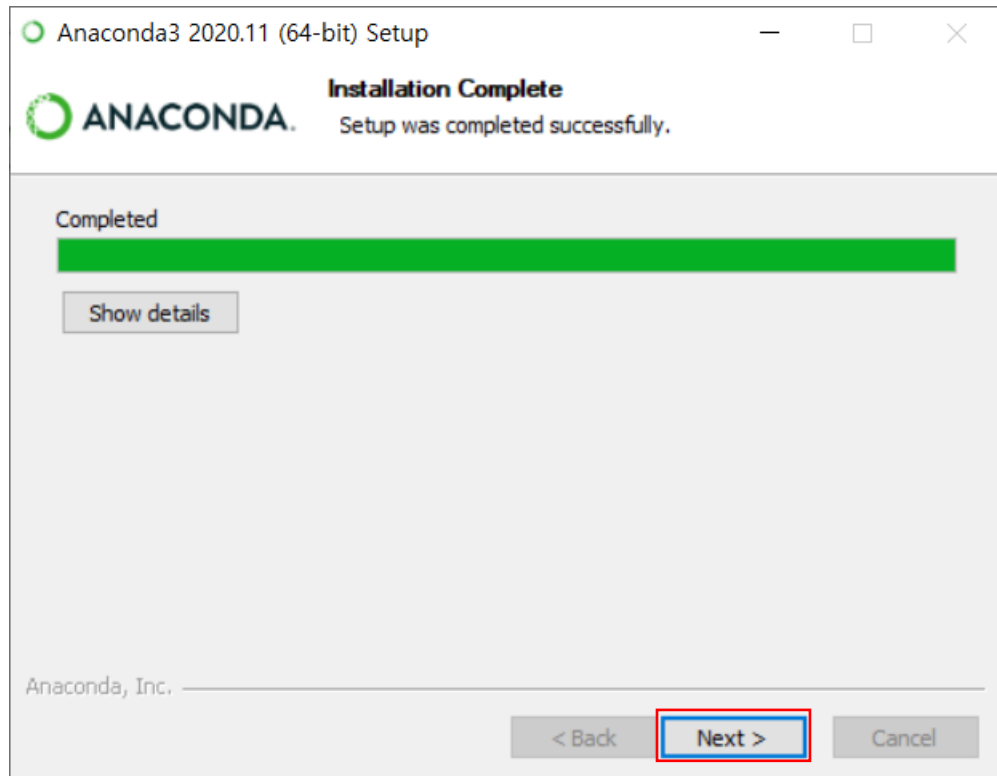 Anaconda3 2020.11 (64-bit) Setup
ANACONDA.
Installation Complete
Setup was completed successfully.
Completed
Show details
Anaconda, Inc.
< Back
Next >
Cancel